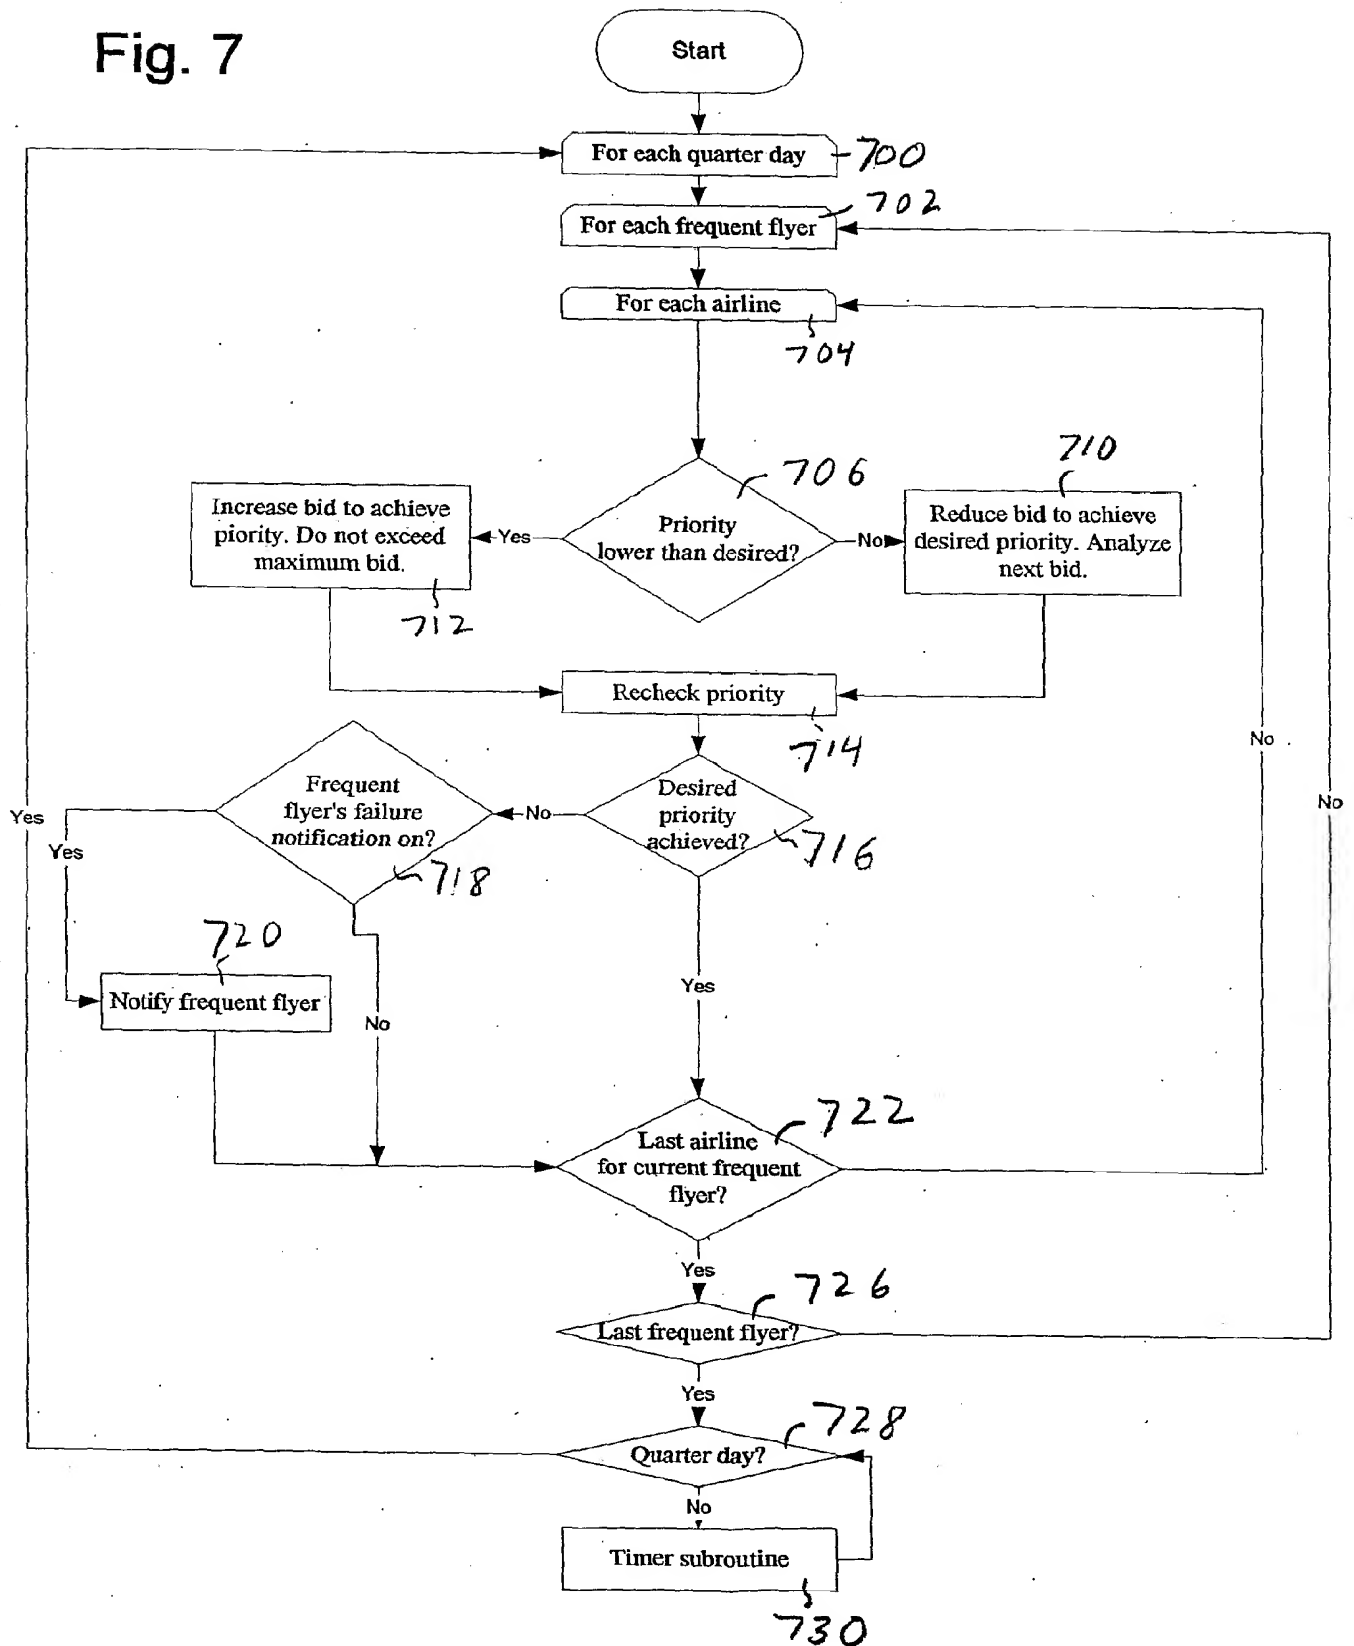 Fig. 7
Start
For each quarter day
700
702
For each frequent flyer
For each airline
704
706
710
Increase bid to achieve
piority. Do not exceed
maximum bid.
712
Yes
Priority
lower than desired?
No
Reduce bid to achieve
desired priority. Analyze
next bid.
Recheck priority
714
Frequent
flyer's failure
notification on?
718
No
Desired
priority
achieved?
716
No
No
Yes
Yes
720
Notify frequent flyer
No
Yes
722
Last airline
for current frequent
flyer?
Yes
726
Last frequent flyer?
Yes
728
Quarter day?
No
Timer subroutine
730